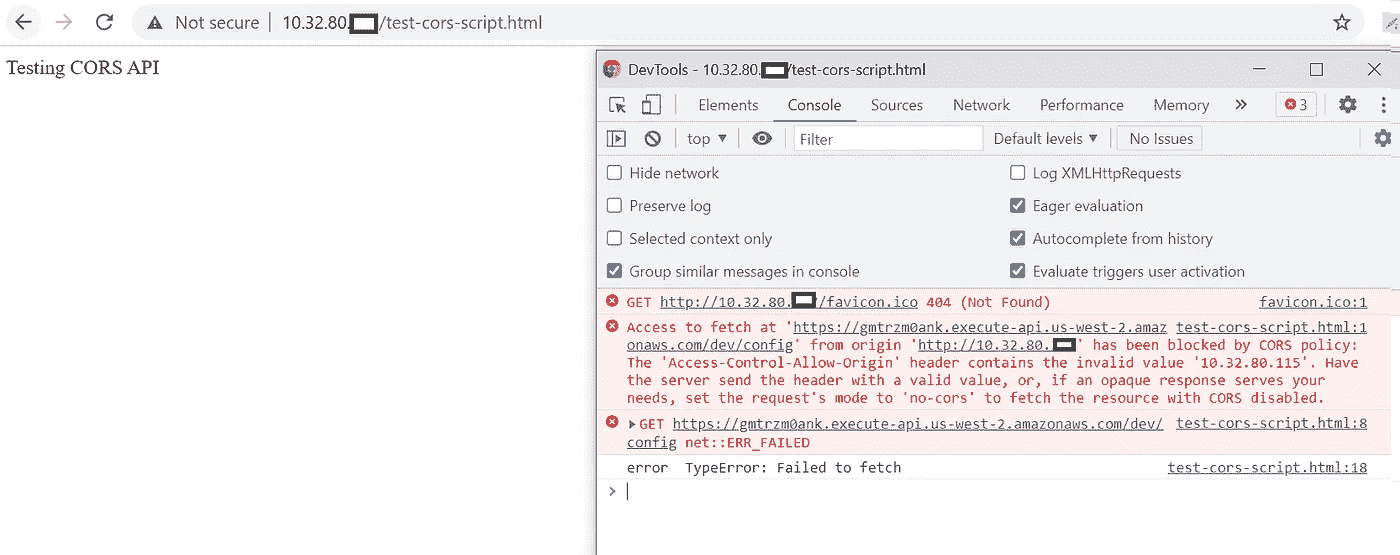 Not secure 10.32.80. /test-cors-script.html
Testing CORS API
DevTools - 10.32.80. /test-cors-script.html
Elements Console Sources Network Performance Memory » 3
top ▼ Filter Default levels ▼ No Issues
Hide network Log XMLHttpRequests
Preserve log Eager evaluation
Selected context only Autocomplete from history
Group similar messages in console Evaluate triggers user activation
GET http://10.32.80. /favicon.ico 404 (Not Found) favicon.ico:1
Access to fetch at 'https://gmtrzm0ank.execute-api.us-west-2.amaz test-cors-script.html:1
onaws.com/dev/config' from origin 'http://10.32.80. ' has been blocked by CORS policy:
The 'Access-Control-Allow-Origin' header contains the invalid value '10.32.80.115'. Have
the server send the header with a valid value, or, if an opaque response serves your
needs, set the request's mode to 'no-cors' to fetch the resource with CORS disabled.
▶GET https://gmtrzm0ank.execute-api.us-west-2.amazonaws.com/dev/ test-cors-script.html:8
config net::ERR_FAILED
error TypeError: Failed to fetch test-cors-script.html:18
>